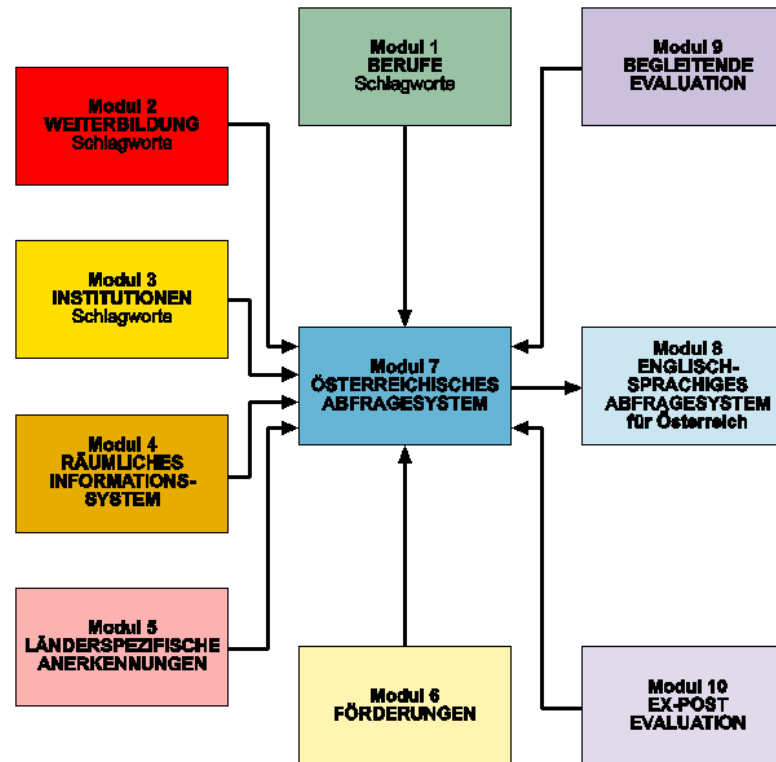 Modul 1
BERUFE
Schlagworte
Modul 9
BEGLEITENDE
EVALUATION
Modul 2
WEITERBILDUNG
Schlagworte
Modul 3
INSTITUTIONEN
Schlagworte
Modul 7
ÖSTERREICHISCHES
ABFRAGESYSTEM
Modul 8
ENGLISCH-
SPRACHIGES
ABFRAGESYSTEM
für Österreich
Modul 4
RÄUMLICHES
INFORMATIONS-
SYSTEM
Modul 5
LÄNDERSPEZIFISCHE
ANERKENNUNGEN
Modul 6
FÖRDERUNGEN
Modul 10
EX-POST
EVALUATION